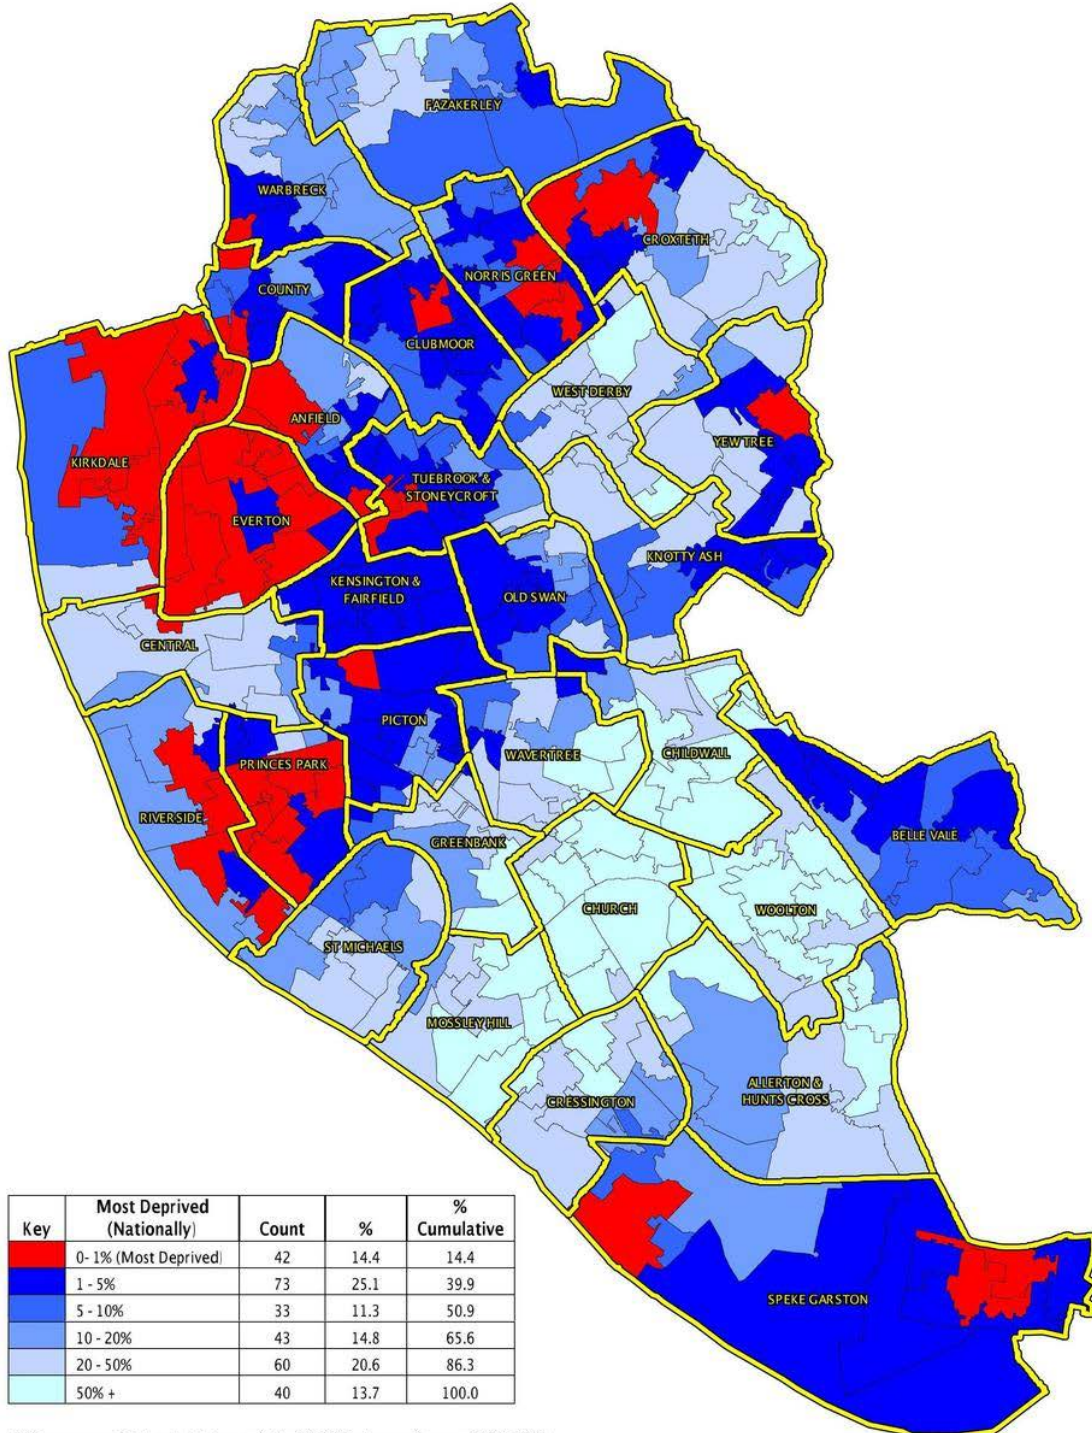 FAZAKERLEY
WARBRECK
CROXTETH
NORRIS GREEN
COUNTY
CLUBMOOR
WEST DERBY
ANFIELD
YEW TREE
KIRKDALE
TUEBROOK &
STONEYCROFT
EVERTON
KNOTTY ASH
KENSINGTON &
FAIRFIELD
OLD SWAN
CENTRAL
PICTON
WAVERTREE
CHILDWALL
PRINCES PARK
RIVERSIDE
BELLE VALE
GREENBANK
CHURCH
WOOLTON
ST MICHAELS
MOSSLEY HILL
ALLERTON &
HUNTS CROSS
CRESSINGTON
SPEKE GARSTON
Key Most Deprived (Nationally) Count % % Cumulative
0- 1% (Most Deprived) 42 14.4 14.4
1 - 5% 73 25.1 39.9
5 - 10% 33 11.3 50.9
10 - 20% 43 14.8 65.6
20 - 50% 60 20.6 86.3
50% + 40 13.7 100.0